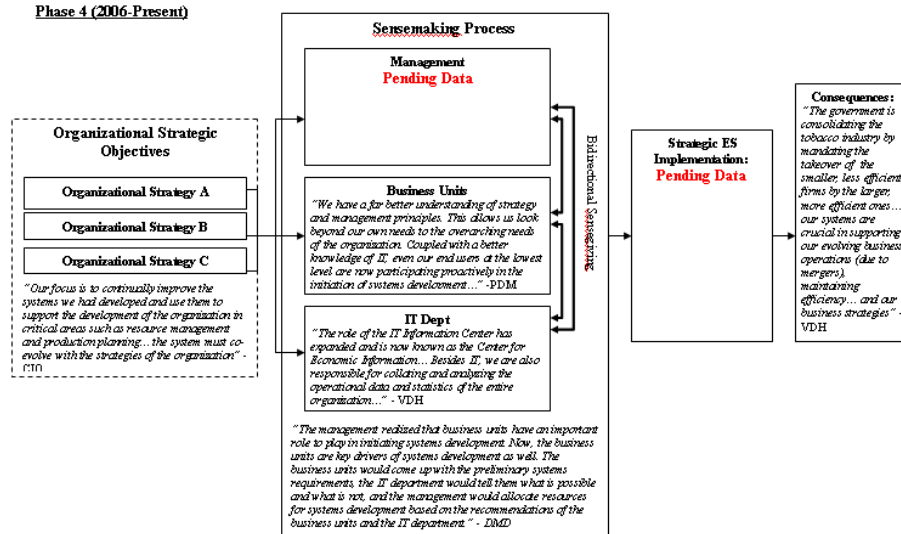 Phase 4 (2006-Present)
Sensemaking Process
Management
Pending Data
Organizational Strategic
Objectives
Organizational Strategy A
Organizational Strategy B
Organizational Strategy C
"Our focus is to continually improve the
systems we had developed and use them to
support the development of the organization in
critical areas such as resource management
and production planning... the system must co-
evolve with the strategies of the organization" -
CIO
Business Units
"We have a far better understanding of strategy
and management principles. This allows us look
beyond our own needs to the overarching needs
of the organization. Coupled with a better
knowledge of IT, even our end users at the lowest
level are now participating proactively in the
initiation of systems development..." -PDM
IT Dept
"The role of the IT Information Center has
expanded and is now known as the Center for
Economic Information... Besides IT, we are also
responsible for collating and analyzing the
operational data and statistics of the entire
organization..." - VDH
"The management realized that business units have an important
role to play in initiating systems development. Now, the business
units are key drivers of systems development as well. The
business units would come up with the preliminary systems
requirements, the IT department would tell them what is possible
and what is not, and the management would allocate resources
for systems development based on the recommendations of the
business units and the IT department." - DMD
Bidirectional Sensegiving
Strategic ES
Implementation:
Pending Data
Consequences:
"The government is
consolidating the
tobacco industry by
mandating the
takeover of the
smaller, less efficient
firms by the larger,
more efficient ones...
our systems are
crucial in supporting
our evolving business
operations (due to
mergers),
maintaining
efficiency... and our
business strategies" -
VDH